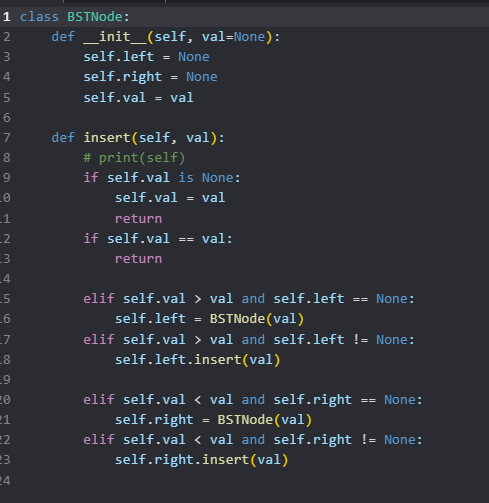 1 class BSTNode:
2     def __init__(self, val=None):
3         self.left = None
4         self.right = None
5         self.val = val
6
7     def insert(self, val):
8         # print(self)
9         if self.val is None:
10             self.val = val
11             return
12         if self.val == val:
13             return
14
15         elif self.val > val and self.left == None:
16             self.left = BSTNode(val)
17         elif self.val > val and self.left != None:
18             self.left.insert(val)
19
20         elif self.val < val and self.right == None:
21             self.right = BSTNode(val)
22         elif self.val < val and self.right != None:
23             self.right.insert(val)
24